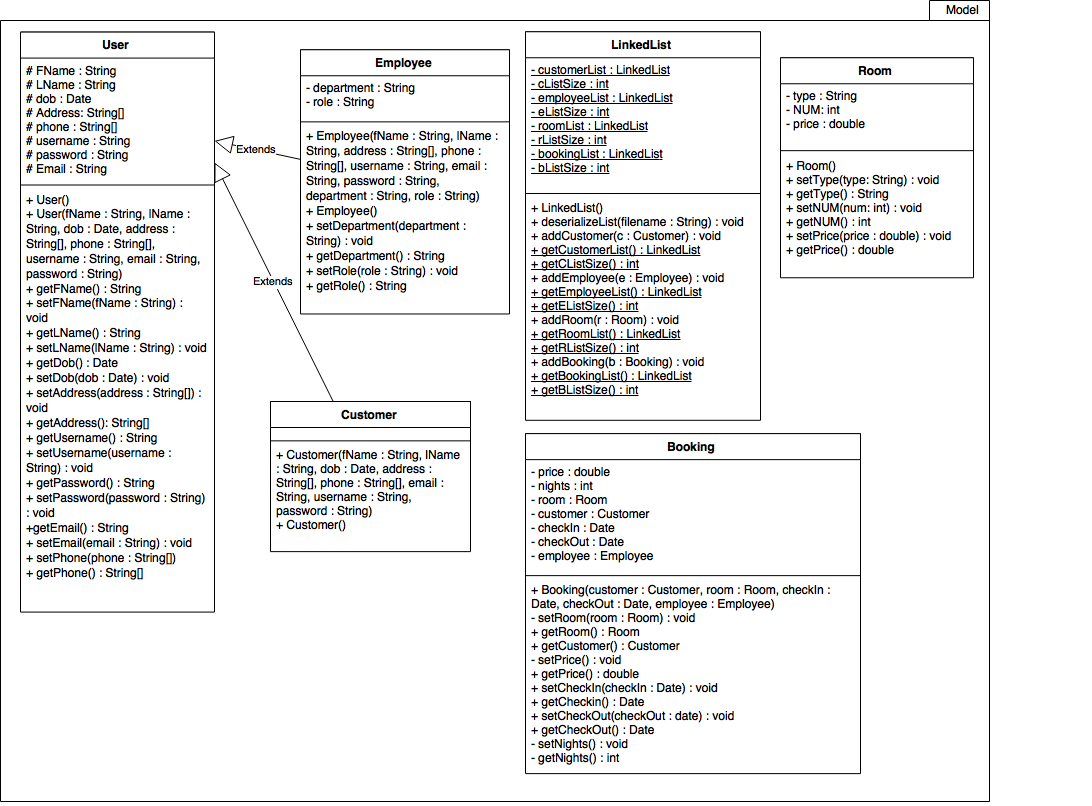 Model
User
# FName : String
# LName : String
# dob : Date
# Address: String[]
# phone : String[]
# username : String
# password : String
# Email : String
+ User()
+ User(fName : String, lName :
String, dob : Date, address :
String[], phone : String[],
username : String, email : String,
password : String)
+ getFName() : String
+ setFName(fName : String) :
void
+ getLName() : String
+ setLName(lName : String) : void
+ getDob() : Date
+ setDob(dob : Date) : void
+ setAddress(address : String[]) :
void
+ getAddress(): String[]
+ getUsername() : String
+ setUsername(username :
String) : void
+ getPassword() : String
+ setPassword(password : String)
: void
+getEmail() : String
+ setEmail(email : String) : void
+ setPhone(phone : String[])
+ getPhone() : String[]
Extends
Extends
Employee
- department : String
- role : String
+ Employee(fName : String, lName :
String, address : String[], phone :
String[], username : String, email :
String, password : String,
department : String, role : String)
+ Employee()
+ setDepartment(department :
String) : void
+ getDepartment() : String
+ setRole(role : String) : void
+ getRole() : String
Customer
+ Customer(fName : String, lName
: String, dob : Date, address :
String[], phone : String[], email :
String, username : String,
password : String)
+ Customer()
LinkedList
- customerList : LinkedList
- cListSize : int
- employeeList : LinkedList
- eListSize : int
- roomList : LinkedList
- rListSize : int
- bookingList : LinkedList
- bListSize : int
+ LinkedList()
+ deserializeList(filename : String) : void
+ addCustomer(c : Customer) : void
+ getCustomerList() : LinkedList
+ getCListSize() : int
+ addEmployee(e : Employee) : void
+ getEmployeeList() : LinkedList
+ getEListSize() : int
+ addRoom(r : Room) : void
+ getRoomList() : LinkedList
+ getRListSize() : int
+ addBooking(b : Booking) : void
+ getBookingList() : LinkedList
+ getBListSize() : int
Room
- type : String
- NUM: int
- price : double
+ Room()
+ setType(type: String) : void
+ getType() : String
+ setNUM(num: int) : void
+ getNUM() : int
+ setPrice(price : double) : void
+ getPrice() : double
Booking
- price : double
- nights : int
- room : Room
- customer : Customer
- checkIn : Date
- checkOut : Date
- employee : Employee
+ Booking(customer : Customer, room : Room, checkIn :
Date, checkOut : Date, employee : Employee)
- setRoom(room : Room) : void
+ getRoom() : Room
+ getCustomer() : Customer
- setPrice() : void
+ getPrice() : double
+ setCheckIn(checkIn : Date) : void
+ getCheckin() : Date
+ setCheckOut(checkOut : date) : void
+ getCheckOut() : Date
- setNights() : void
- getNights() : int